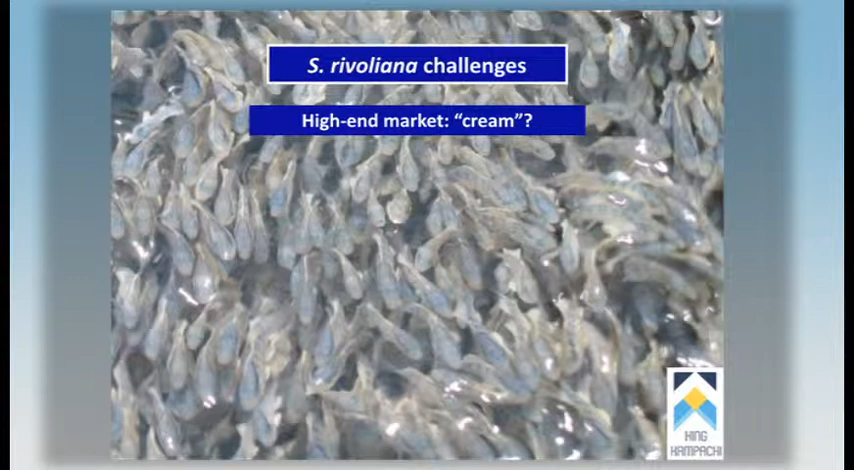 S. rivoliana challenges
High-end market: “cream”?
KING
KAMPACHI